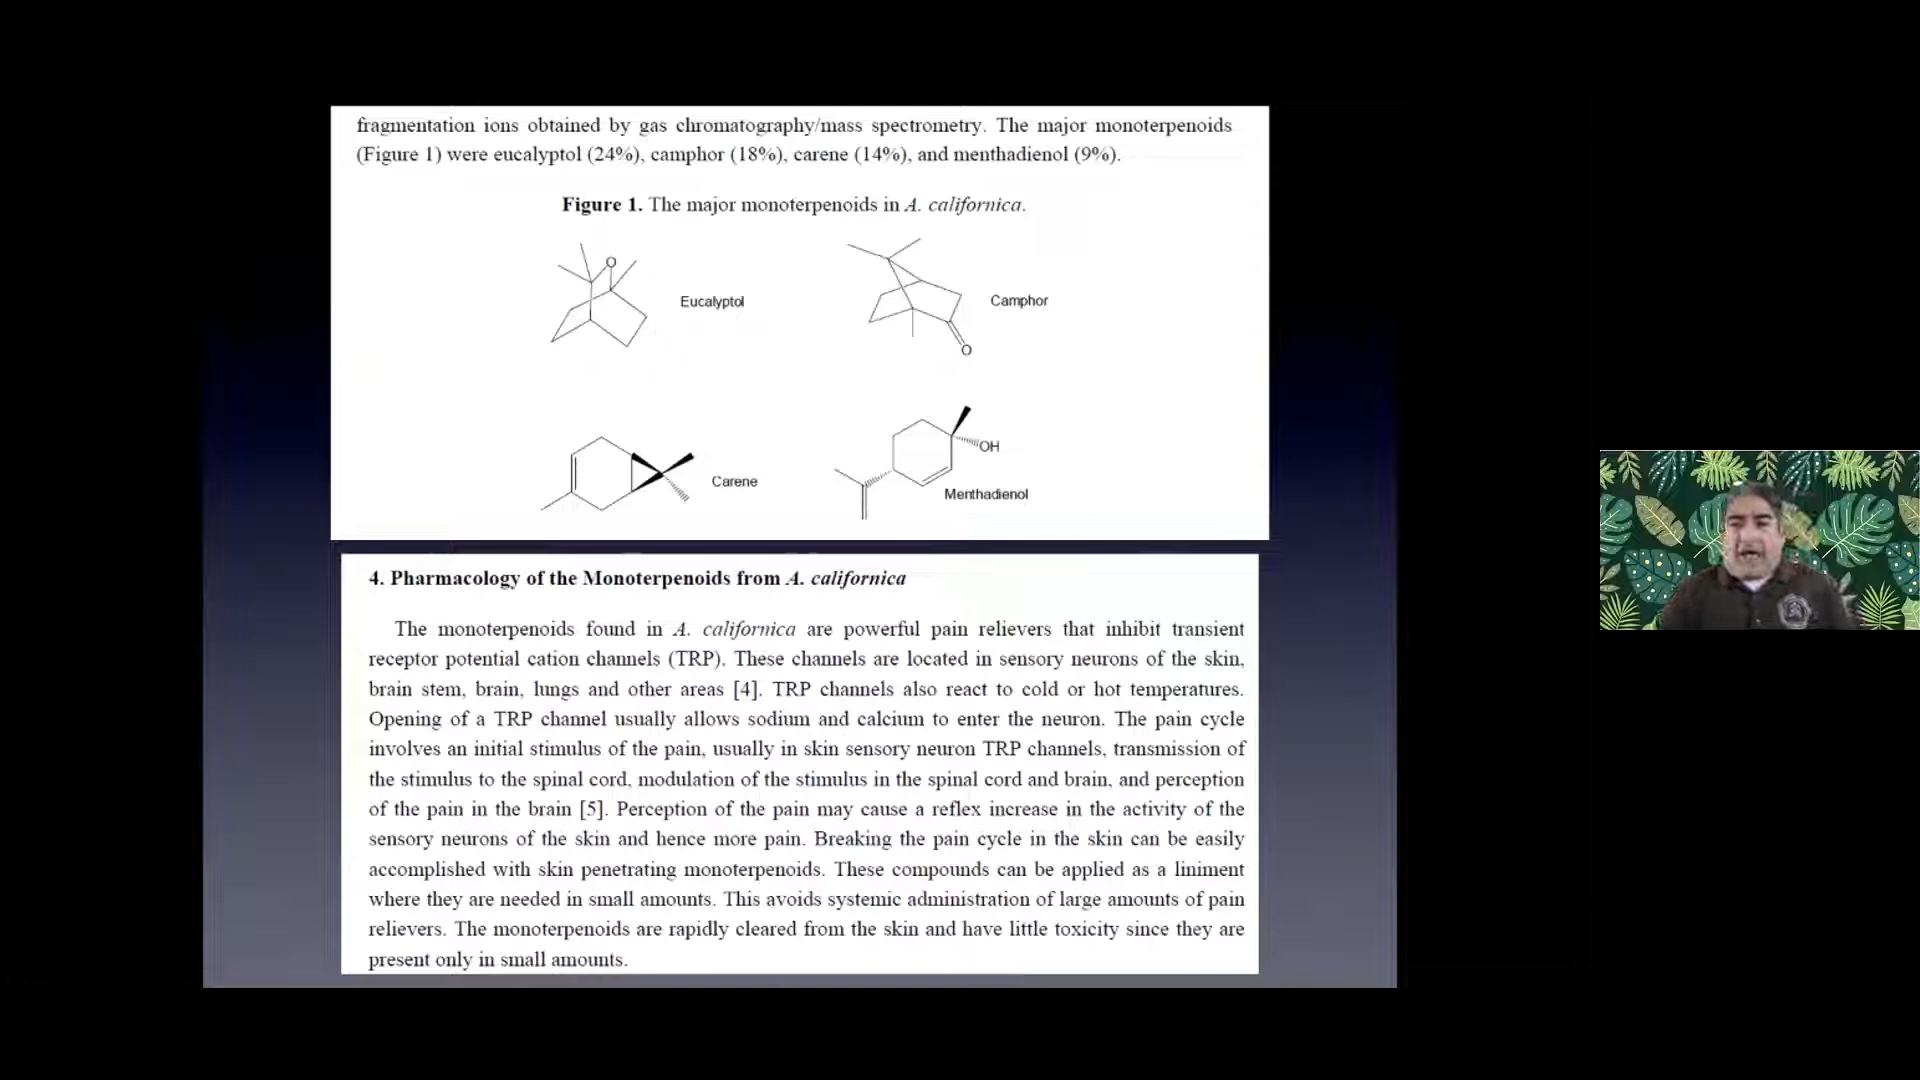 fragmentation ions obtained by gas chromatography/mass spectrometry. The major monoterpenoids
(Figure 1) were eucalyptol (24%), camphor (18%), carene (14%), and menthadienol (9%).
Figure 1. The major monoterpenoids in A. californica.
O
Eucalyptol
Camphor
O
OH
Carene
Menthadienol
4. Pharmacology of the Monoterpenoids from A. californica
The monoterpenoids found in A. californica are powerful pain relievers that inhibit transient
receptor potential cation channels (TRP). These channels are located in sensory neurons of the skin,
brain stem, brain, lungs and other areas [4]. TRP channels also react to cold or hot temperatures.
Opening of a TRP channel usually allows sodium and calcium to enter the neuron. The pain cycle
involves an initial stimulus of the pain, usually in skin sensory neuron TRP channels, transmission of
the stimulus to the spinal cord, modulation of the stimulus in the spinal cord and brain, and perception
of the pain in the brain [5]. Perception of the pain may cause a reflex increase in the activity of the
sensory neurons of the skin and hence more pain. Breaking the pain cycle in the skin can be easily
accomplished with skin penetrating monoterpenoids. These compounds can be applied as a liniment
where they are needed in small amounts. This avoids systemic administration of large amounts of pain
relievers. The monoterpenoids are rapidly cleared from the skin and have little toxicity since they are
present only in small amounts.